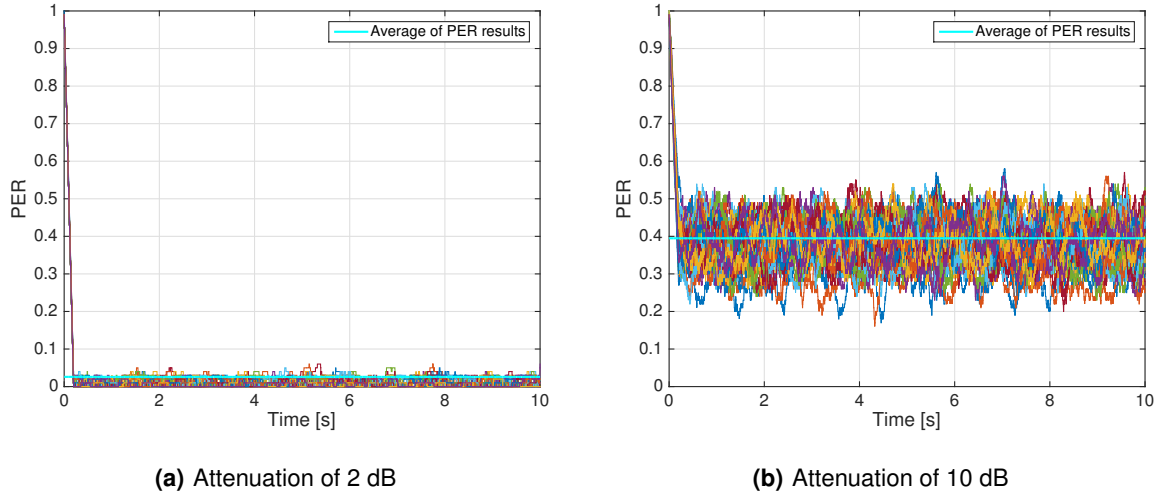 1
0.9
0.8
0.7
0.6
0.5
0.4
0.3
0.2
0.1
0
PER
0 2 4 6 8 10
Time [s]
Average of PER results
(a) Attenuation of 2 dB
1
0.9
0.8
0.7
0.6
0.5
0.4
0.3
0.2
0.1
0
PER
0 2 4 6 8 10
Time [s]
Average of PER results
(b) Attenuation of 10 dB